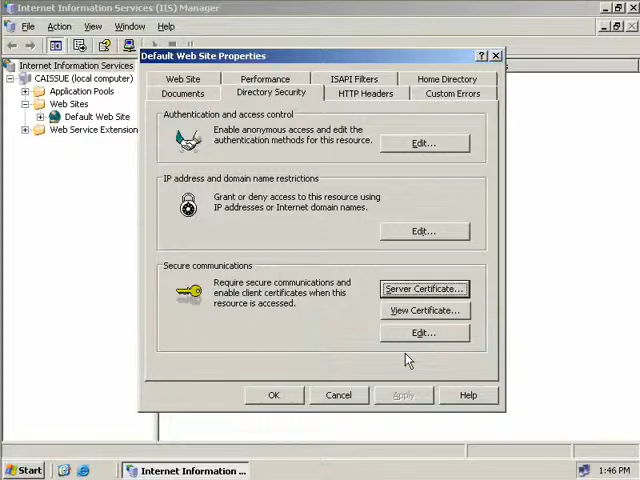 Internet Information Services (IIS) Manager
File Action View Window Help
Internet Information Services
CAISSUE (local computer)
Application Pools
Web Sites
Default Web Site
Web Service Extension
Default Web Site Properties
Web Site Performance ISAPI Filters Home Directory
Documents Directory Security HTTP Headers Custom Errors
Authentication and access control
Enable anonymous access and edit the
authentication methods for this resource.
Edit...
IP address and domain name restrictions
Grant or deny access to this resource using
IP addresses or Internet domain names.
Edit...
Secure communications
Require secure communications and
enable client certificates when this
resource is accessed.
Server Certificate...
View Certificate...
Edit...
OK Cancel Apply Help
Start
Internet Information ...
1:46 PM